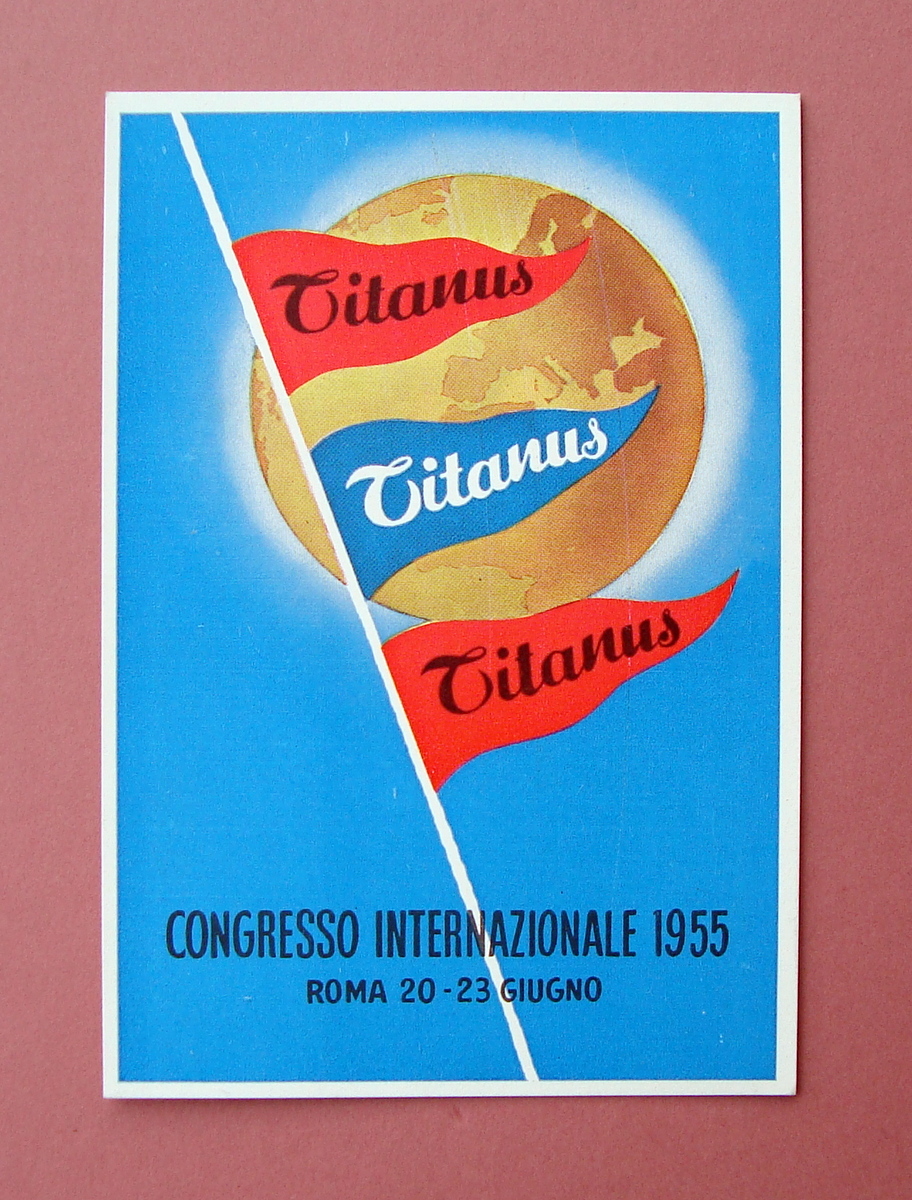 Titanus
Titanus
Titanus
CONGRESSO INTERNAZIONALE 1955
ROMA 20-23 GIUGNO